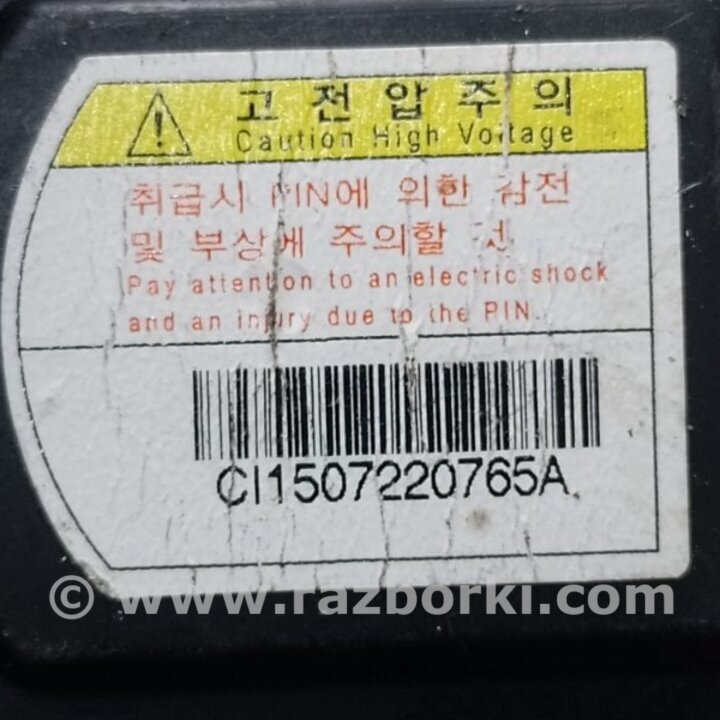 고전압주의
Caution High Voltage
취급시 PIN에 의한 감전
및 부상에 주의할 것
Pay attention to an electric shock
and an injury due to the PIN.
CI1507220765A
© www.razborki.com